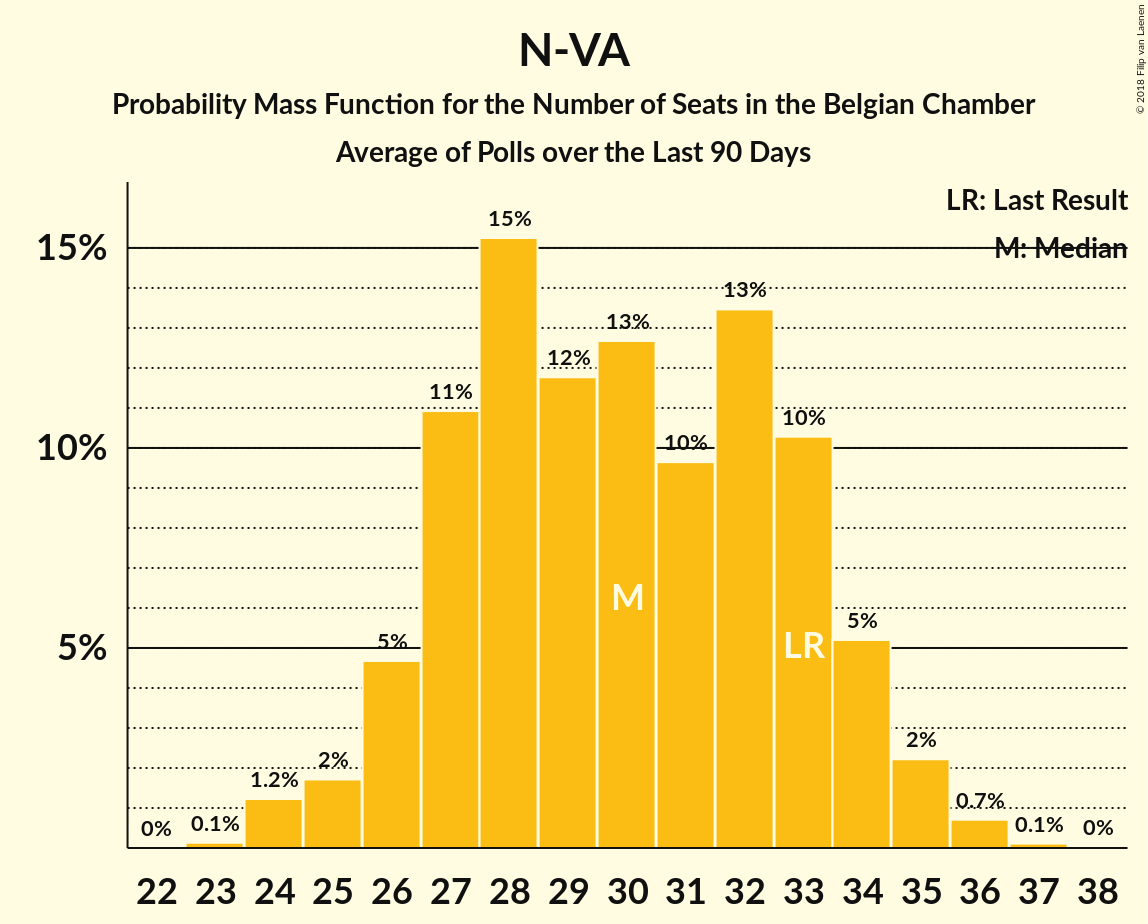 N-VA
Probability Mass Function for the Number of Seats in the Belgian Chamber
Average of Polls over the Last 90 Days
© 2018 Filip van Laenen
LR: Last Result
M: Median
15%
10%
5%
0%
0.1%
1.2%
2%
5%
11%
15%
12%
13%
10%
13%
10%
5%
2%
0.7%
0.1%
0%
M
LR
22 23 24 25 26 27 28 29 30 31 32 33 34 35 36 37 38